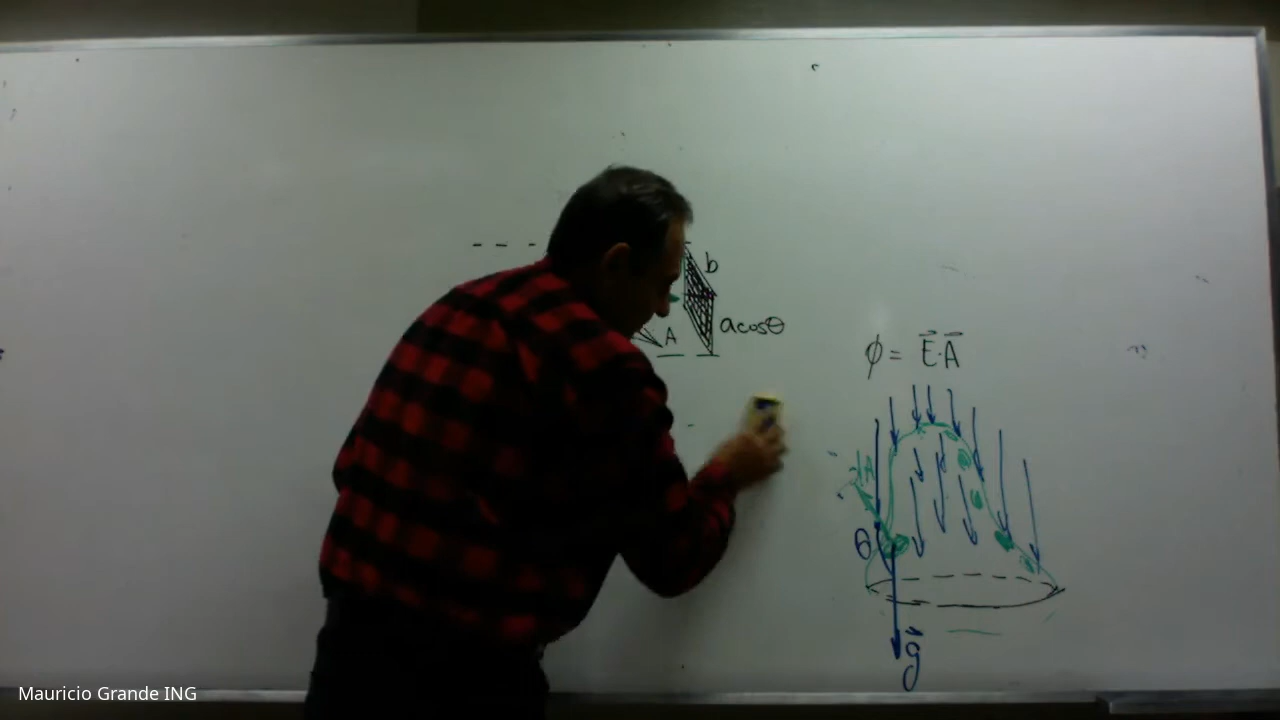 b
A
acosθ
ϕ = E⃗·A⃗
θ
g⃗
Mauricio Grande ING